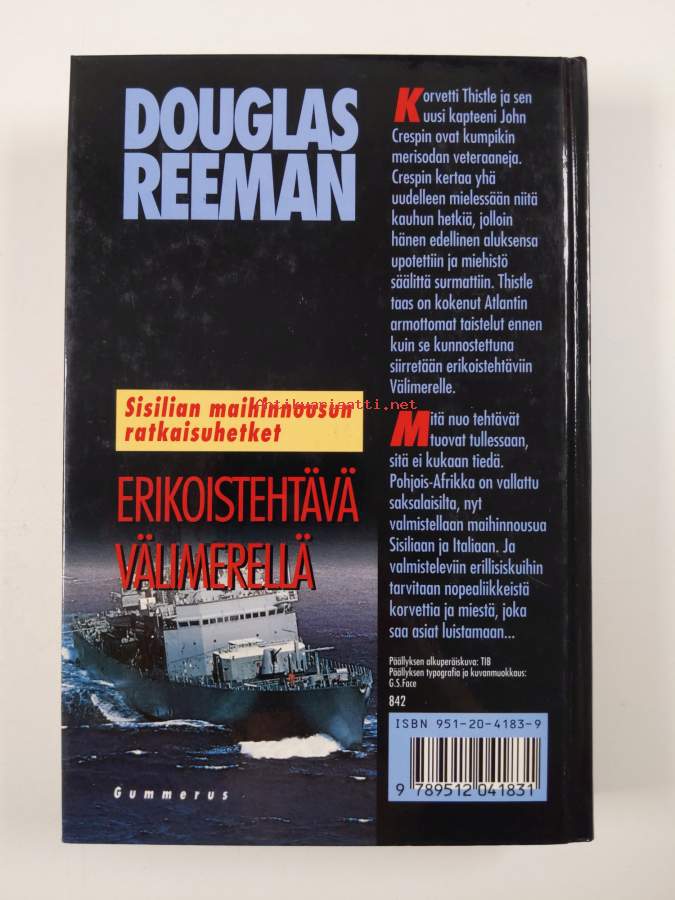 DOUGLAS
REEMAN
Sisilian maihinnousun
ratkaisuhetket
ERIKOISTEHTÄVÄ
VÄLIMERELLÄ
Gummerus
Korvetti Thistle ja sen
uusi kapteeni John
Crespin ovat kumpikin
merisodan veteraaneja.
Crespin kertaa yhä
uudelleen mielessään niitä
kauhun hetkiä, jolloin
hänen edellinen aluksensa
upotettiin ja miehistö
säälittä surmattiin. Thistle
taas on kokenut Atlantin
armottomat taistelut ennen
kuin se kunnostettuna
siirretään erikoistehtäviin
Välimerelle.
Mitä nuo tehtävät
tuovat tullessaan,
sitä ei kukaan tiedä.
Pohjois-Afrikka on vallattu
saksalaisilta, nyt
valmistellaan maihinnousua
Sisiliaan ja Italiaan. Ja
valmisteleviin erillisiskuihin
tarvitaan nopealiikkeistä
korvettia ja miestä, joka
saa asiat luistamaan...
Päällyksen alkuperäiskuva: TIB
Päällyksen typografia ja kuvanmuokkaus:
G.S.Face
842
ISBN 951-20-4183-9
9 789512 041831
Antikvariaatti.net